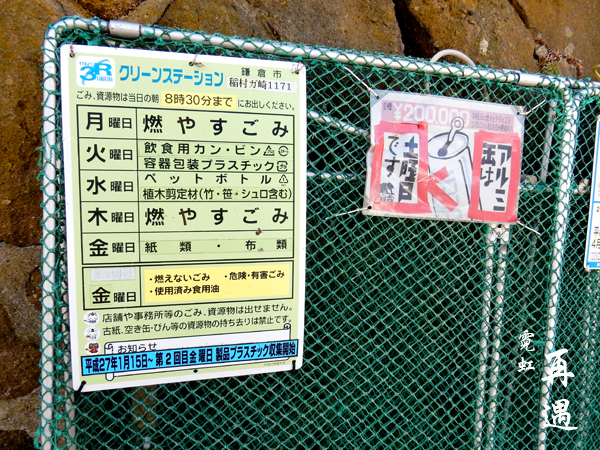 3R
クリーンステーション
鎌倉市
稲村ガ崎1171
ごみ、資源物は当日の朝 8時30分まで にお出しください。
月曜日 燃やすごみ
火曜日 飲食用カン・ビン
容器包装プラスチック
水曜日 ペットボトル
植木剪定材(竹・笹・シュロ含む)
木曜日 燃やすごみ
金曜日 紙類・布類
金曜日 ・燃えないごみ ・危険・有害ごみ
・使用済み食用油
店舗や事務所等のごみ、資源物は出せません。
古紙、空き缶・びん等の資源物の持ち去りは禁止です。
お知らせ
平成27年1月15日~ 第2回目金曜日 製品プラスチック収集開始
¥200,000
アルミ
缶は
土曜日
です
平
4月
霓虹
再遇